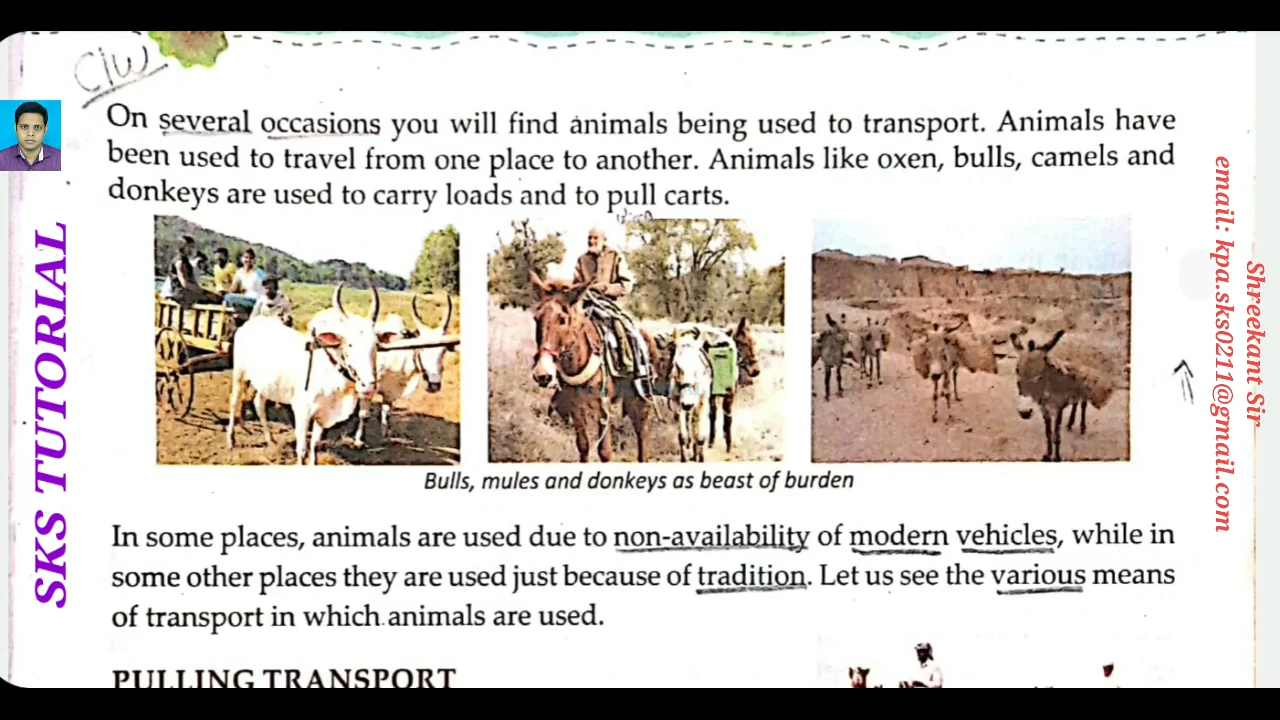 C/W
On several occasions you will find animals being used to transport. Animals have
been used to travel from one place to another. Animals like oxen, bulls, camels and
donkeys are used to carry loads and to pull carts.
Bulls, mules and donkeys as beast of burden
In some places, animals are used due to non-availability of modern vehicles, while in
some other places they are used just because of tradition. Let us see the various means
of transport in which animals are used.
PULLING TRANSPORT
SKS TUTORIAL
Shreekant Sir
email: kpa.sks0211@gmail.com